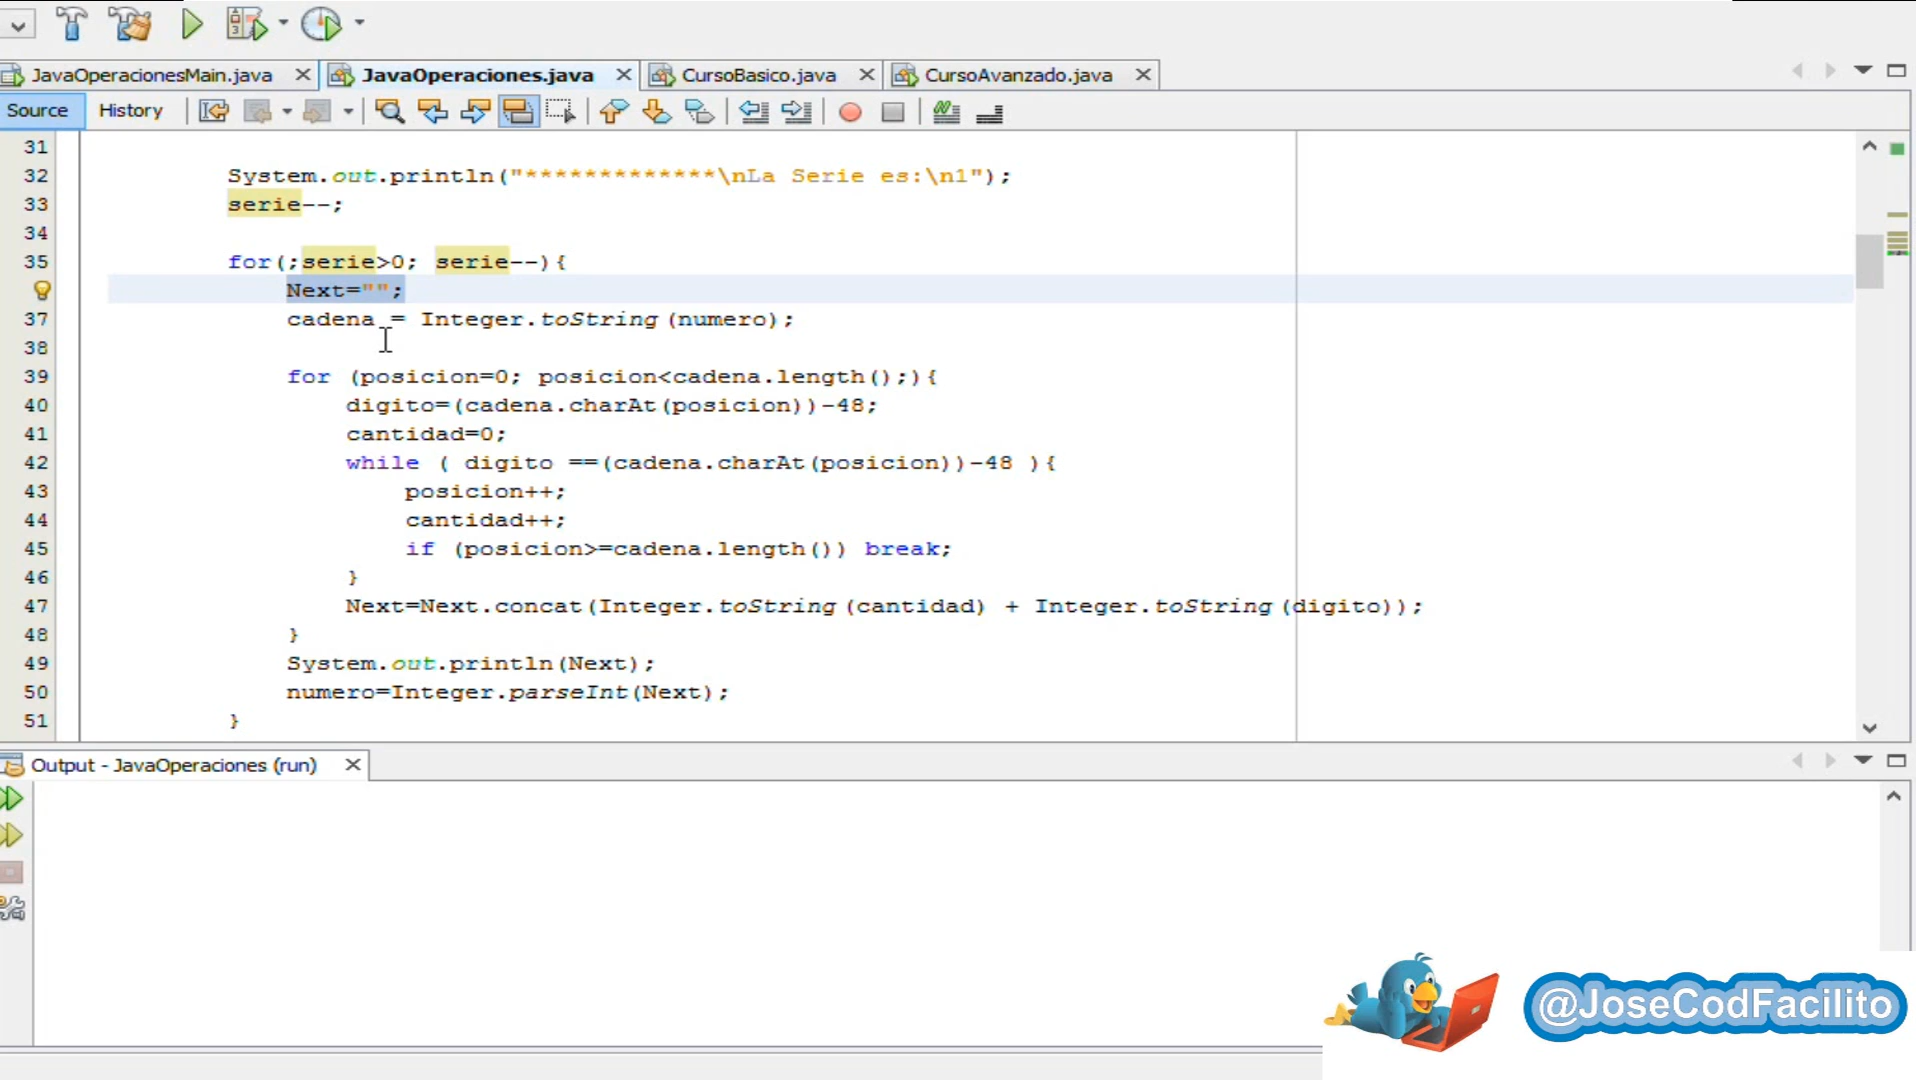 JavaOperacionesMain.java JavaOperaciones.java CursoBasico.java CursoAvanzado.java
Source History
31
32 System.out.println("*************\nLa Serie es:\n1");
33 serie--;
34
35 for(;serie>0; serie--){
Next="";
37 cadena = Integer.toString(numero);
38
39 for (posicion=0; posicion<cadena.length();){
40 digito=(cadena.charAt(posicion))-48;
41 cantidad=0;
42 while ( digito ==(cadena.charAt(posicion))-48 ){
43 posicion++;
44 cantidad++;
45 if (posicion>=cadena.length()) break;
46 }
47 Next=Next.concat(Integer.toString(cantidad) + Integer.toString(digito));
48 }
49 System.out.println(Next);
50 numero=Integer.parseInt(Next);
51 }
Output - JavaOperaciones (run)
@JoseCodFacilito